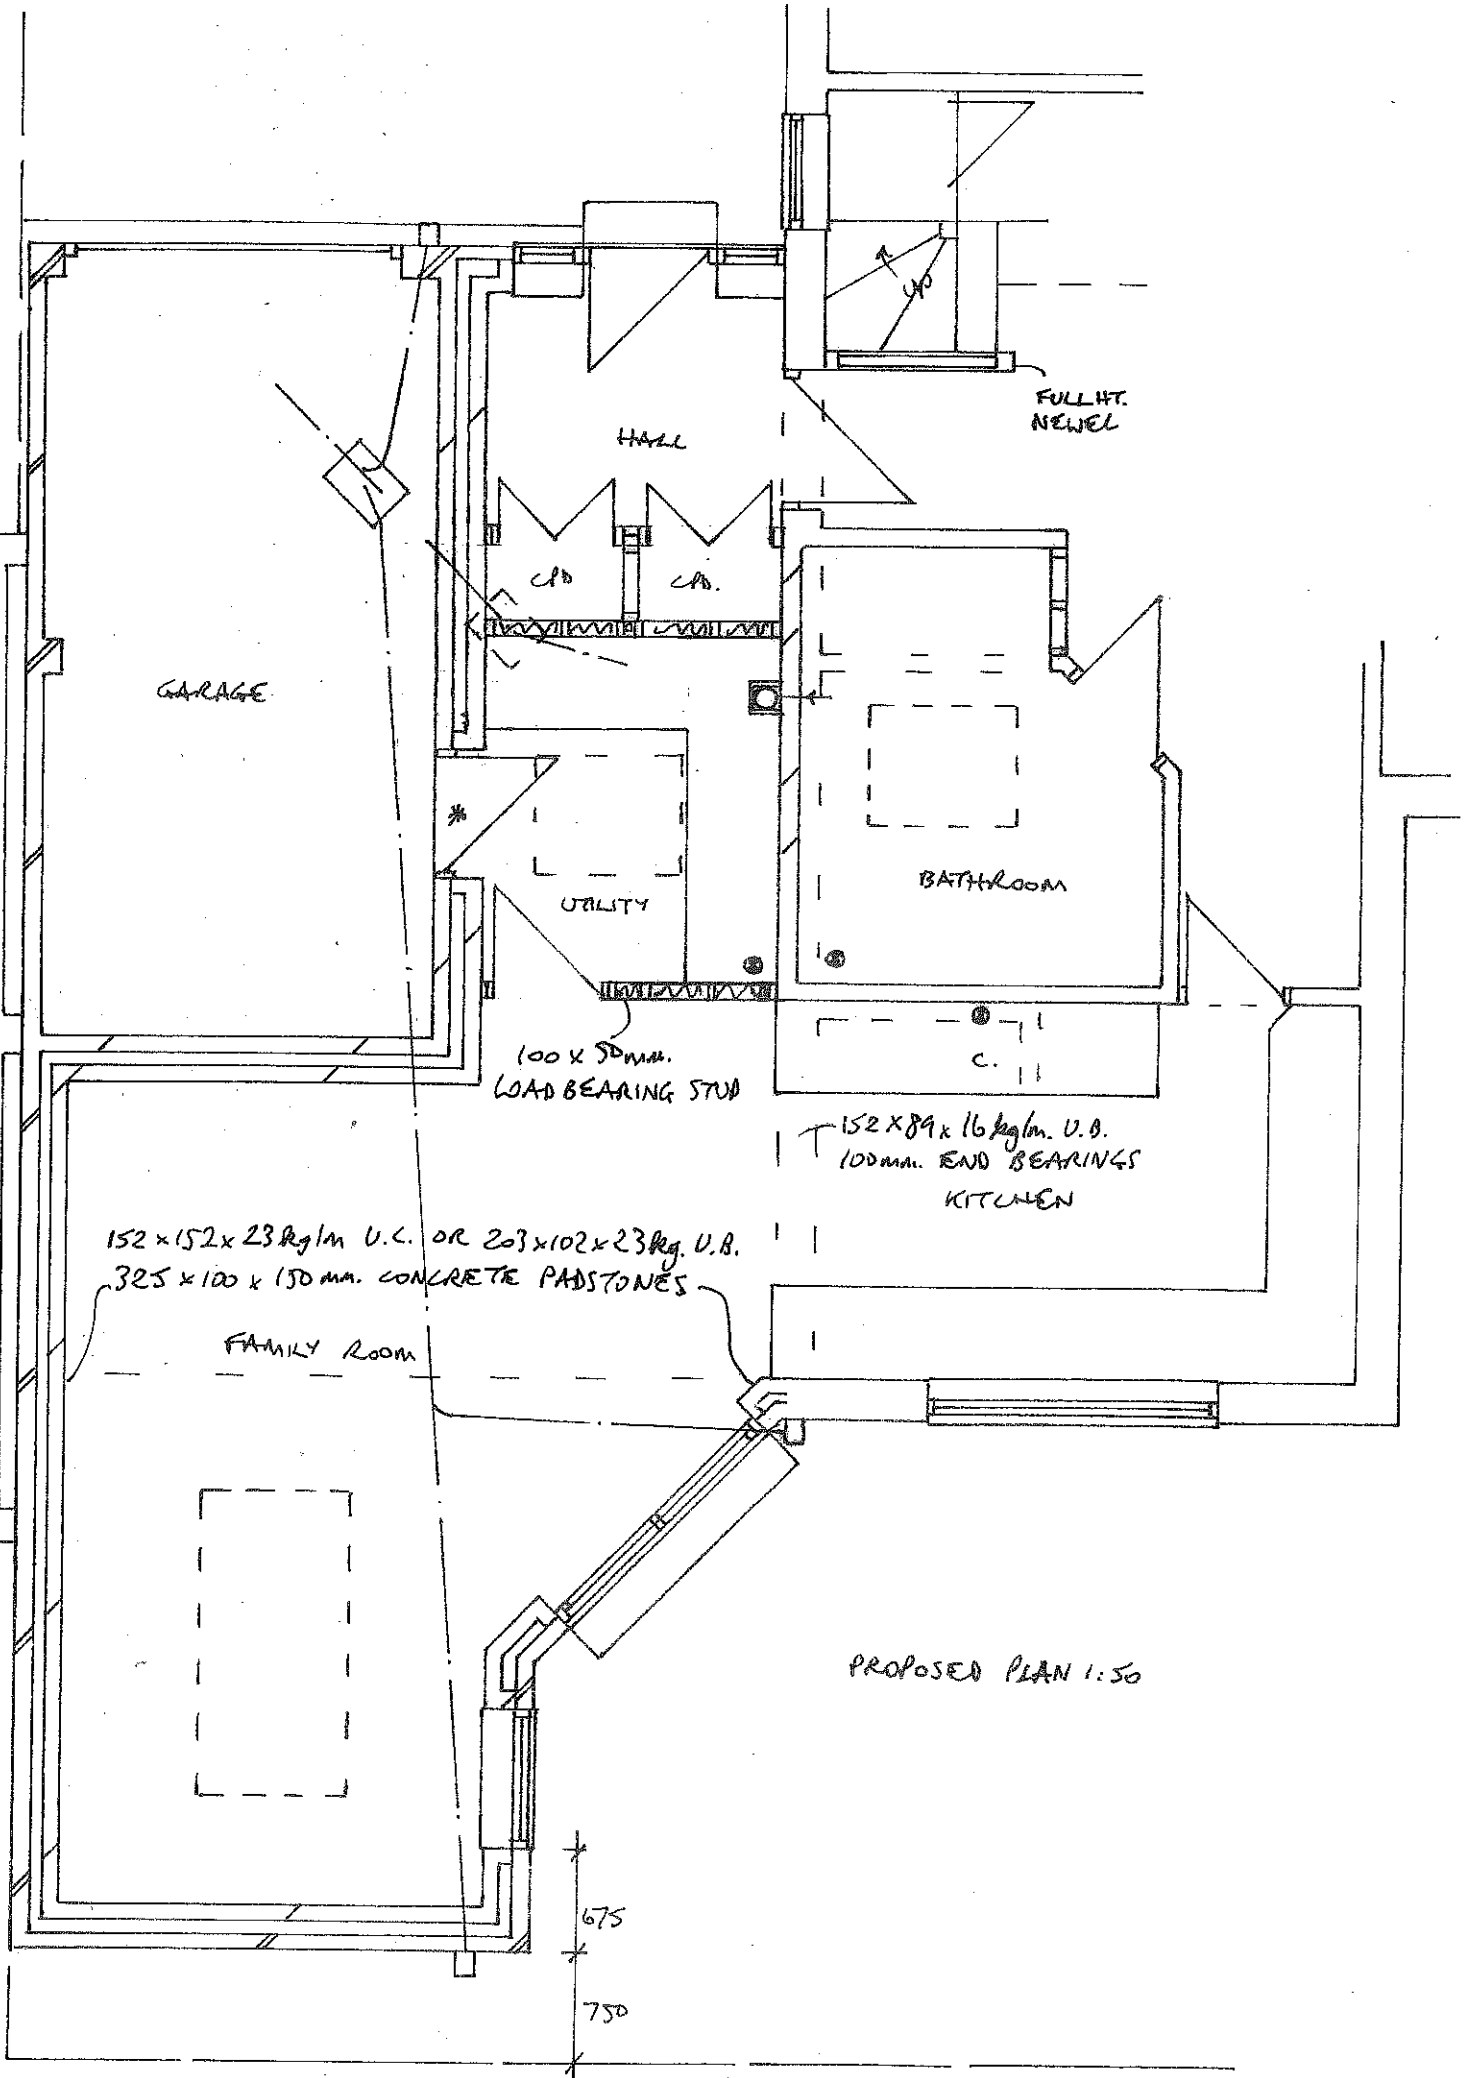 UP
FULL HT.
NEWEL
HALL
CPD
CPD.
GARAGE
*
UTILITY
BATHROOM
100 x 50mm.
LOAD BEARING STUD
C.
152 x 89 x 16 kg/m. U.B.
100mm. END BEARINGS
KITCHEN
152 x 152 x 23 kg/m U.C. OR 203 x 102 x 23 kg. U.B.
325 x 100 x 150 mm. CONCRETE PADSTONES
FAMILY ROOM
PROPOSED PLAN 1:50
675
750